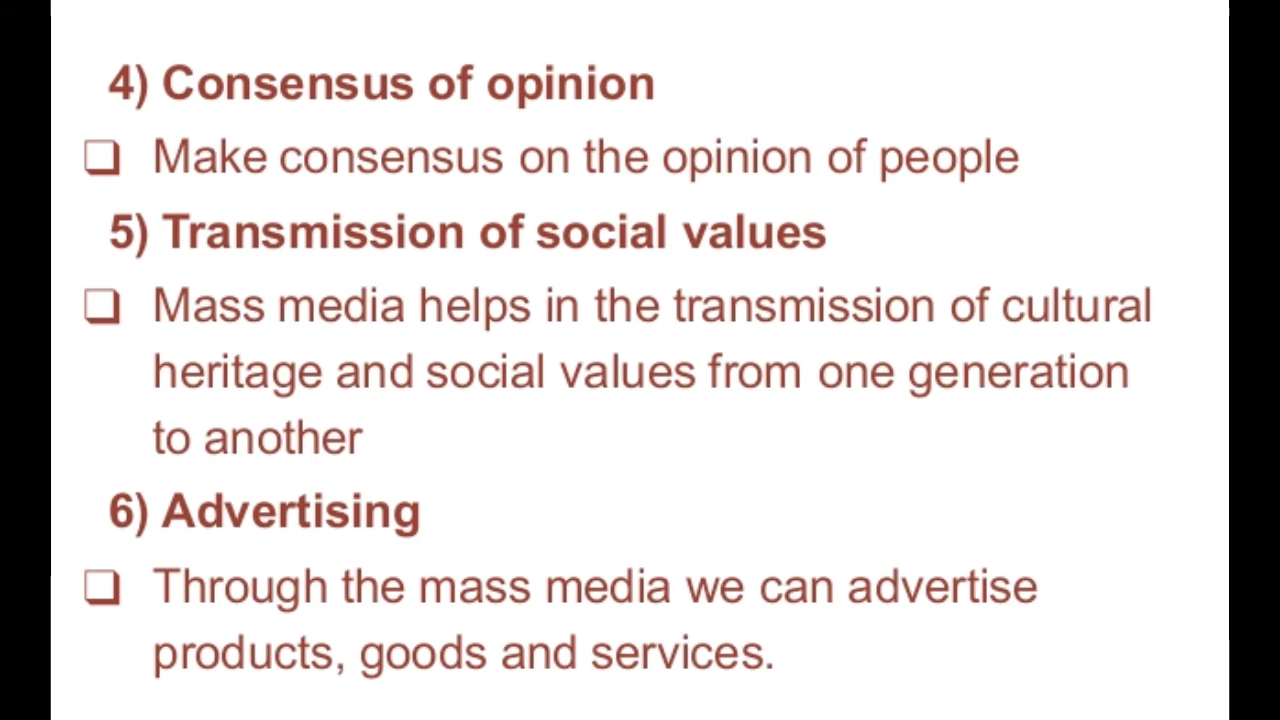 4) Consensus of opinion
❑ Make consensus on the opinion of people
5) Transmission of social values
❑ Mass media helps in the transmission of cultural
heritage and social values from one generation
to another
6) Advertising
❑ Through the mass media we can advertise
products, goods and services.